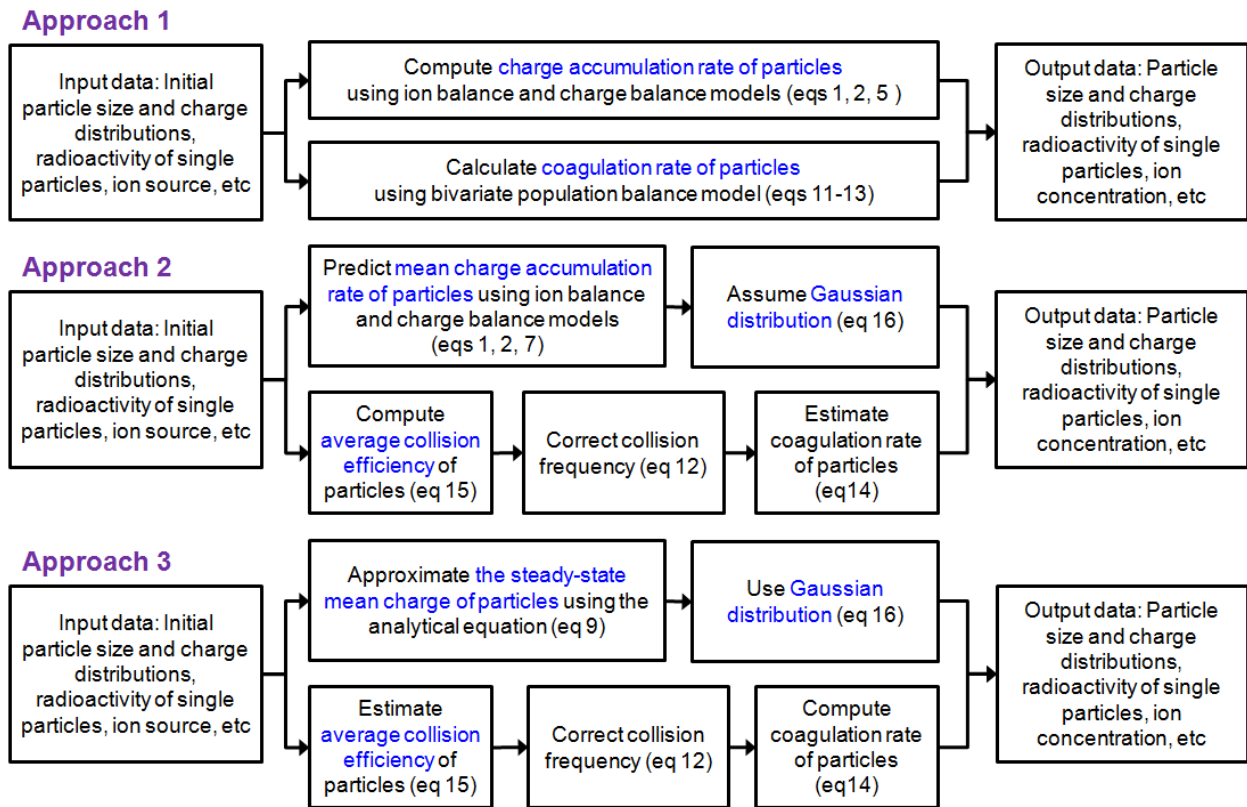 Approach 1
Input data: Initial
particle size and charge
distributions,
radioactivity of single
particles, ion source, etc
Compute charge accumulation rate of particles
using ion balance and charge balance models (eqs 1, 2, 5 )
Calculate coagulation rate of particles
using bivariate population balance model (eqs 11-13)
Output data: Particle
size and charge
distributions,
radioactivity of single
particles, ion
concentration, etc
Approach 2
Input data: Initial
particle size and charge
distributions,
radioactivity of single
particles, ion source, etc
Predict mean charge accumulation
rate of particles using ion balance
and charge balance models
(eqs 1, 2, 7)
Assume Gaussian
distribution (eq 16)
Compute
average collision
efficiency of
particles (eq 15)
Correct collision
frequency (eq 12)
Estimate
coagulation rate
of particles
(eq14)
Output data: Particle
size and charge
distributions,
radioactivity of single
particles, ion
concentration, etc
Approach 3
Input data: Initial
particle size and charge
distributions,
radioactivity of single
particles, ion source, etc
Approximate the steady-state
mean charge of particles using the
analytical equation (eq 9)
Use Gaussian
distribution (eq 16)
Estimate
average collision
efficiency of
particles (eq 15)
Correct collision
frequency (eq 12)
Compute
coagulation rate
of particles
(eq14)
Output data: Particle
size and charge
distributions,
radioactivity of single
particles, ion
concentration, etc